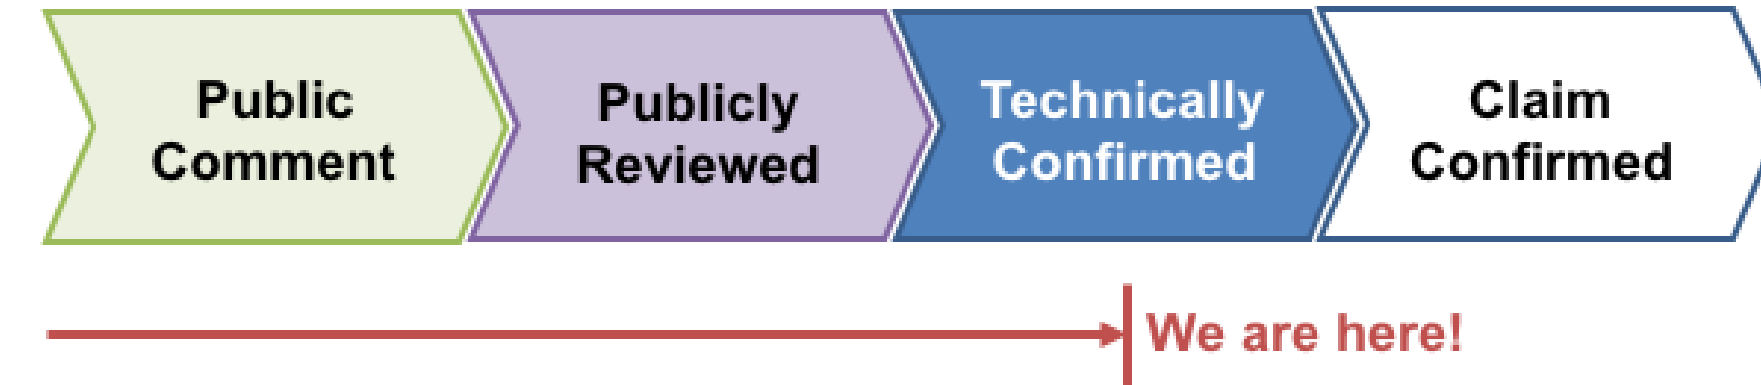 Public
Comment
Publicly
Reviewed
Technically
Confirmed
Claim
Confirmed
We are here!